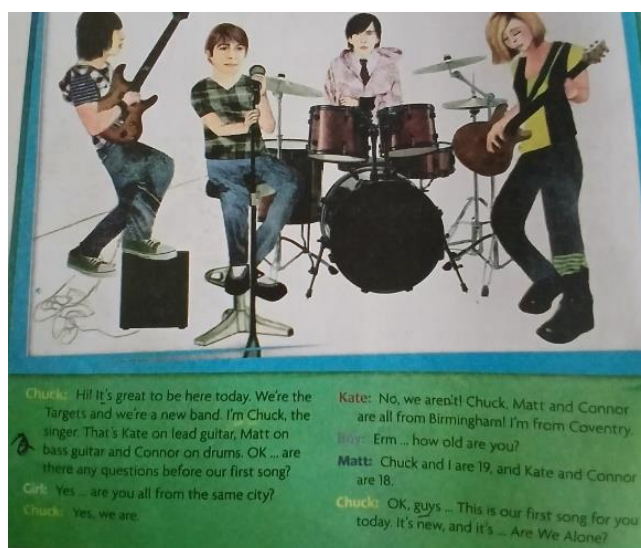 Chuck: Hi! It's great to be here today. We're the
Targets and we're a new band. I'm Chuck, the
singer. That's Kate on lead guitar, Matt on
bass guitar and Connor on drums. OK ... are
there any questions before our first song?
Girl: Yes ... are you all from the same city?
Chuck: Yes, we are.
Kate: No, we aren't! Chuck, Matt and Connor
are all from Birmingham! I'm from Coventry.
Boy: Erm ... how old are you?
Matt: Chuck and I are 19, and Kate and Connor
are 18.
Chuck: OK, guys ... This is our first song for you
today. It's new, and it's ... Are We Alone?